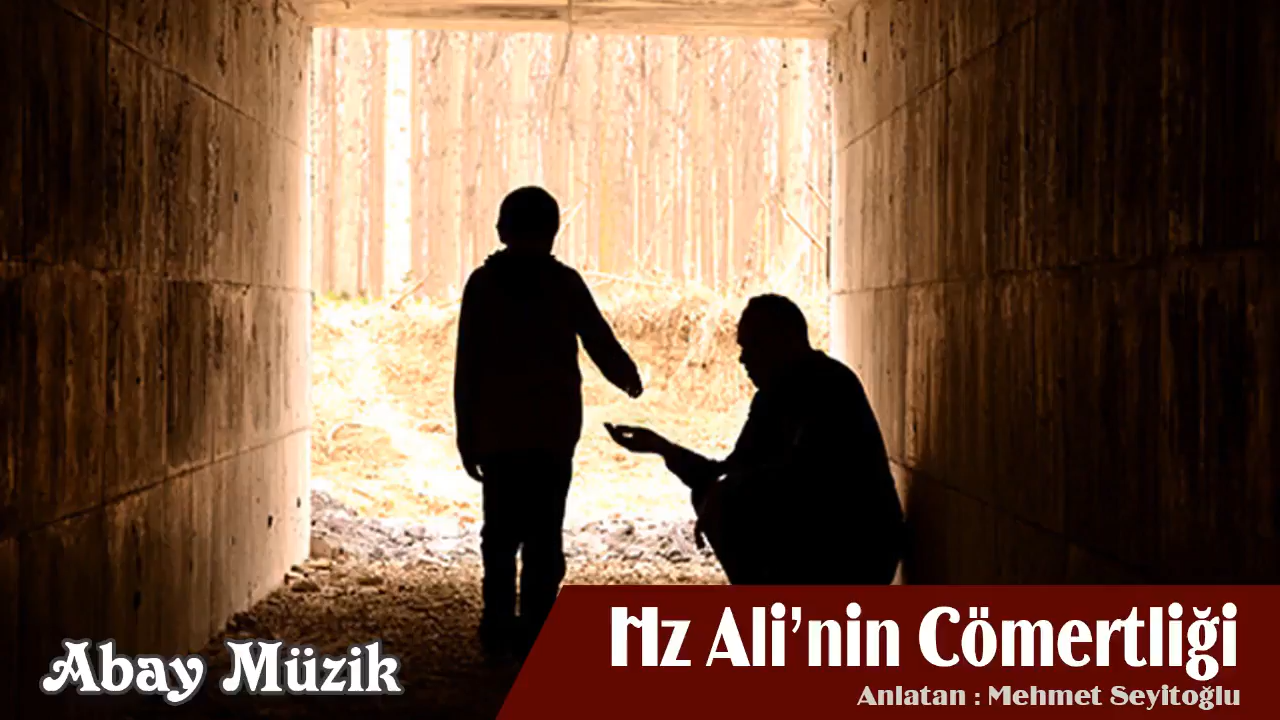 Hz Ali’nin Cömertliği
Anlatan : Mehmet Seyitoğlu
Abay Müzik